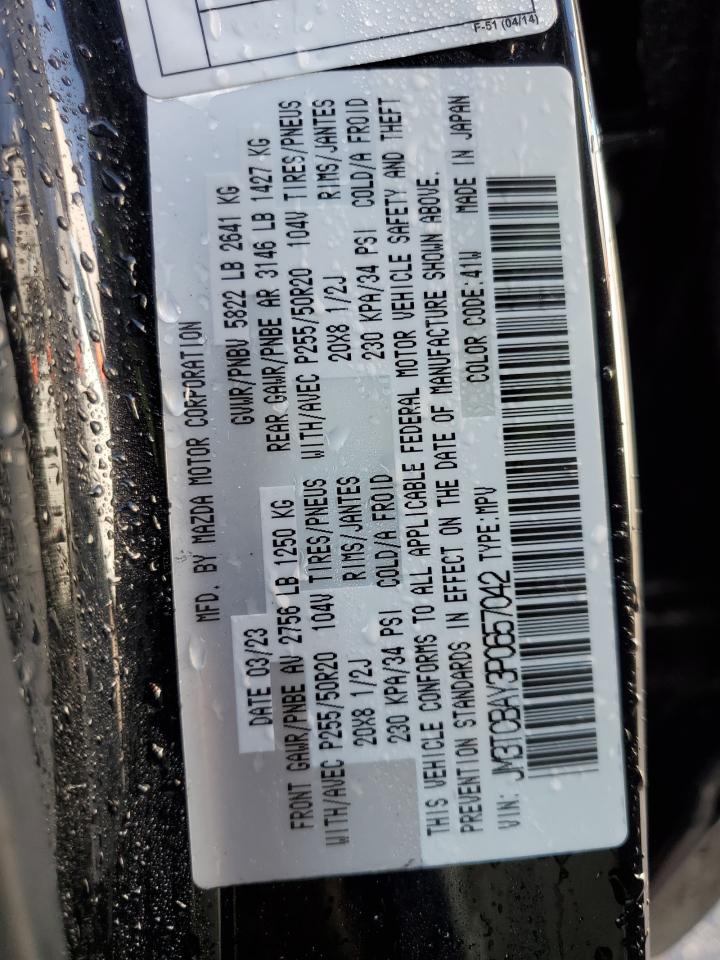 F-51 (04/14)
MFD. BY MAZDA MOTOR CORPORATION
DATE 03/23 GVWR/PNBV 5822 LB 2641 KG
FRONT GAWR/PNBE AV 2756 LB 1250 KG REAR GAWR/PNBE AR 3146 LB 1427 KG
WITH/AVEC P255/50R20 104V TIRES/PNEUS WITH/AVEC P255/50R20 104V TIRES/PNEUS
20X8 1/2J RIMS/JANTES 20X8 1/2J RIMS/JANTES
230 KPA/34 PSI COLD/A FROID 230 KPA/34 PSI COLD/A FROID
THIS VEHICLE CONFORMS TO ALL APPLICABLE FEDERAL MOTOR VEHICLE SAFETY AND THEFT
PREVENTION STANDARDS IN EFFECT ON THE DATE OF MANUFACTURE SHOWN ABOVE.
VIN: JM3TCBAY3P0657042 TYPE:MPV COLOR CODE:41W MADE IN JAPAN